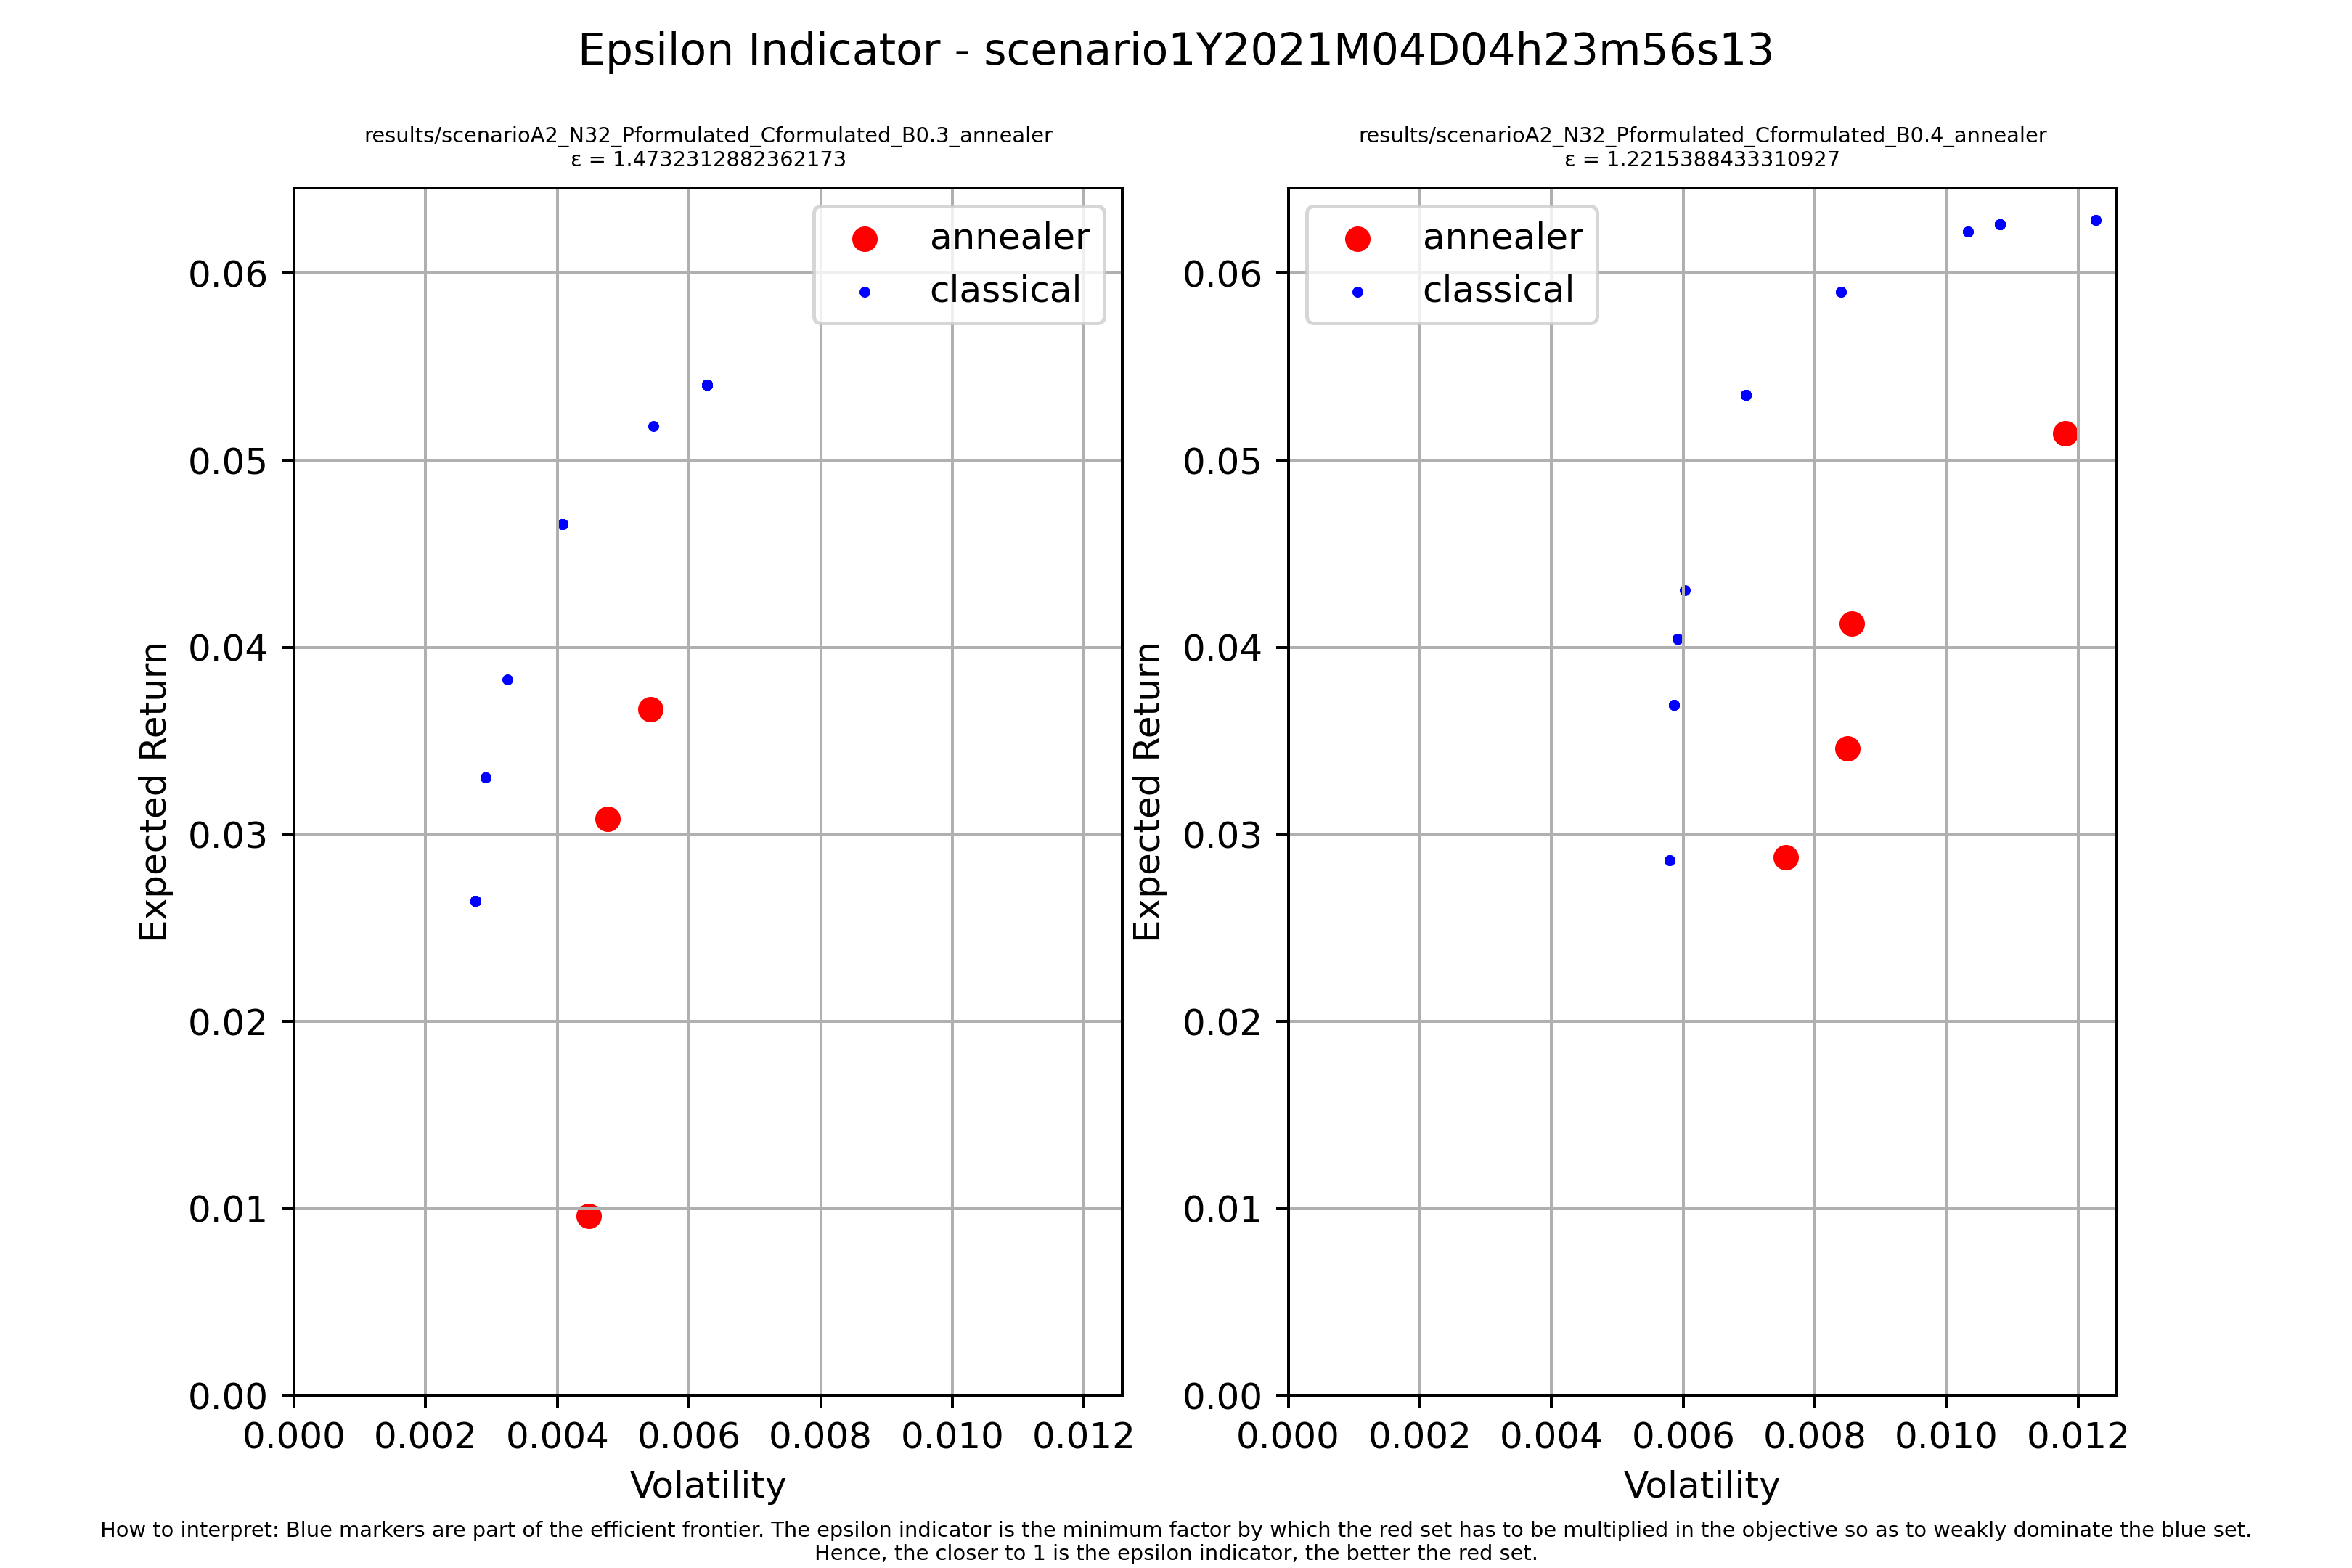 Epsilon Indicator - scenario1Y2021M04D04h23m56s13
results/scenarioA2_N32_Pformulated_Cformulated_B0.3_annealer
ε = 1.4732312882362173
annealer
classical
0.06
0.05
0.04
0.03
0.02
0.01
0.00
Expected Return
0.000 0.002 0.004 0.006 0.008 0.010 0.012
Volatility
results/scenarioA2_N32_Pformulated_Cformulated_B0.4_annealer
ε = 1.2215388433310927
annealer
classical
0.06
0.05
0.04
0.03
0.02
0.01
0.00
Expected Return
0.000 0.002 0.004 0.006 0.008 0.010 0.012
Volatility
How to interpret: Blue markers are part of the efficient frontier. The epsilon indicator is the minimum factor by which the red set has to be multiplied in the objective so as to weakly dominate the blue set.
Hence, the closer to 1 is the epsilon indicator, the better the red set.